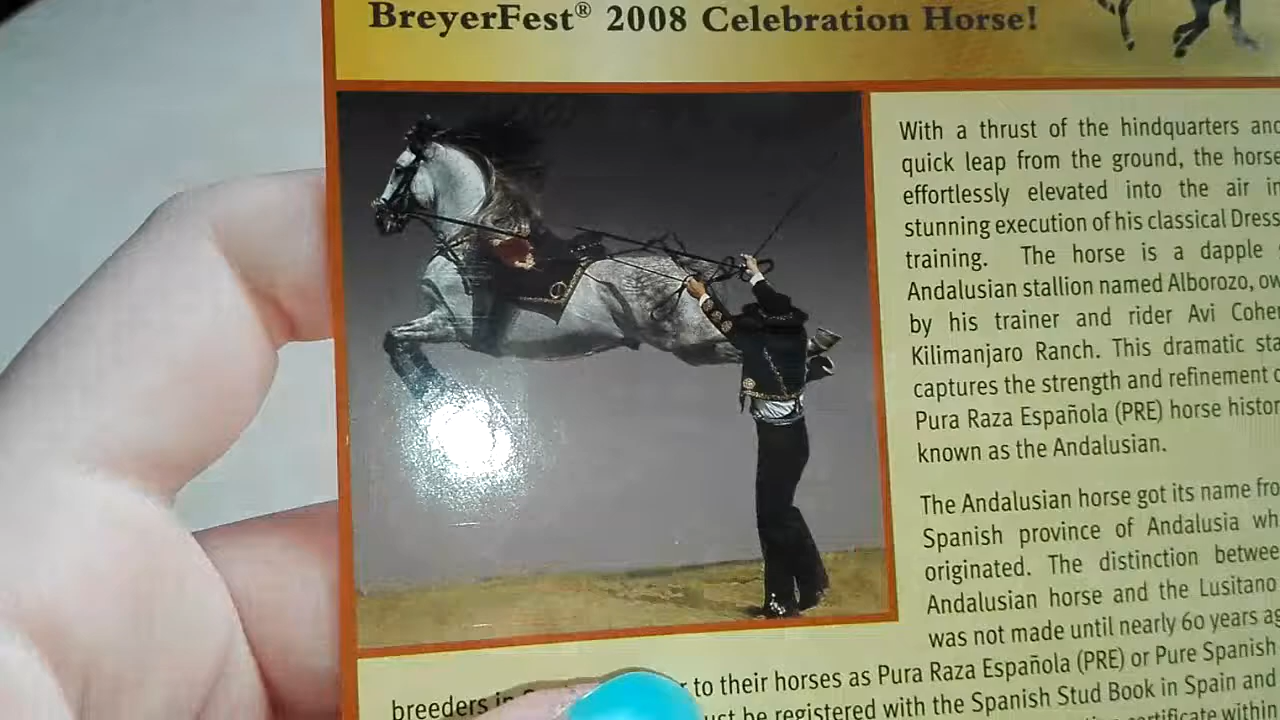 BreyerFest® 2008 Celebration Horse!
With a thrust of the hindquarters and
quick leap from the ground, the horse
effortlessly elevated into the air in
stunning execution of his classical Dress
training. The horse is a dapple
Andalusian stallion named Alborozo, ow
by his trainer and rider Avi Cohe
Kilimanjaro Ranch. This dramatic sta
captures the strength and refinement o
Pura Raza Española (PRE) horse histor
known as the Andalusian.
The Andalusian horse got its name fro
Spanish province of Andalusia wh
originated. The distinction betwee
Andalusian horse and the Lusitano
was not made until nearly 60 years ag
breeders in to their horses as Pura Raza Española (PRE) or Pure Spanish
ust be registered with the Spanish Stud Book in Spain and
certificate within